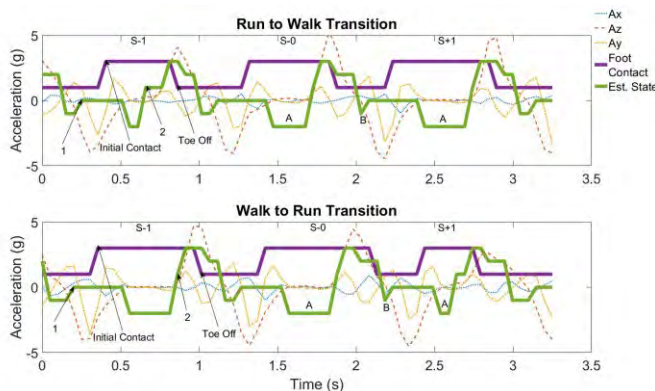 Run to Walk Transition
S-1
S-0
S+1
Ax
Az
Ay
Foot
Contact
Est. State
Acceleration (g)
5
0
-5
1
Initial Contact
2
Toe Off
A
B
A
0
0.5
1
1.5
2
2.5
3
3.5
Walk to Run Transition
S-1
S-0
S+1
Acceleration (g)
5
0
-5
1
Initial Contact
2
Toe Off
A
B
A
0
0.5
1
1.5
2
2.5
3
3.5
Time (s)